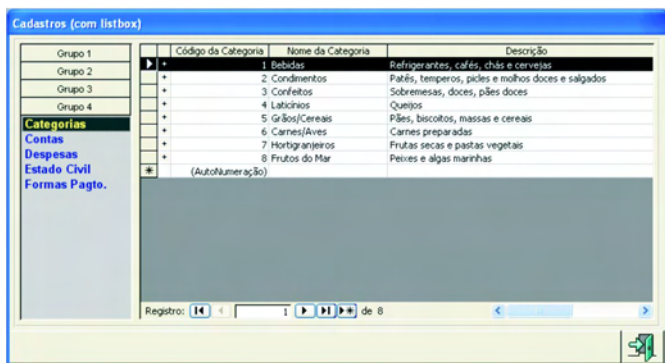 Cadastros (com listbox)
Grupo 1
Grupo 2
Grupo 3
Grupo 4
Categorias
Contas
Despesas
Estado Civil
Formas Pagto.
Código da Categoria Nome da Categoria Descrição
1 Bebidas Refrigerantes, cafés, chás e cervejas
2 Condimentos Patês, temperos, picles e molhos doces e salgados
3 Confeitos Sobremesas, doces, pães doces
4 Laticínios Queijos
5 Grãos/Cereais Pães, biscoitos, massas e cereais
6 Carnes/Aves Carnes preparadas
7 Hortigranjeiros Frutas secas e pastas vegetais
8 Frutos do Mar Peixes e algas marinhas
(AutoNumeração)
Registro: 1 de 8